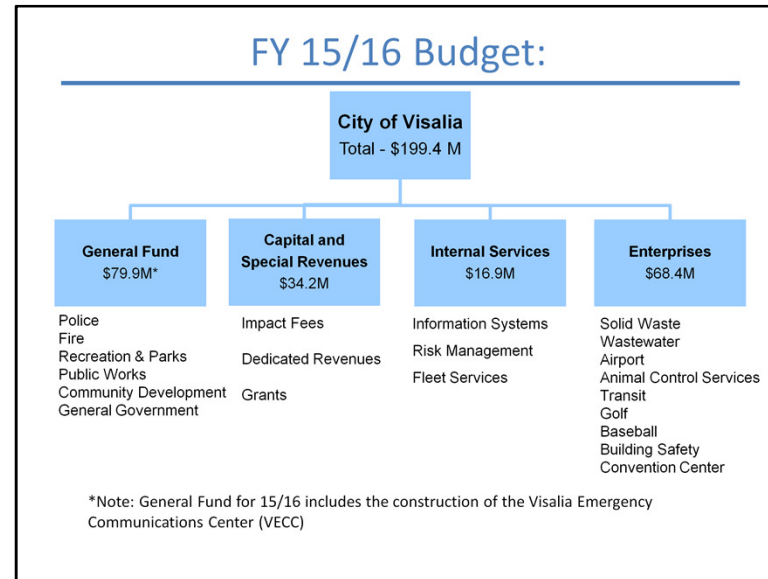 FY 15/16 Budget:
City of Visalia
Total - $199.4 M
General Fund
$79.9M*
Police
Fire
Recreation & Parks
Public Works
Community Development
General Government
Capital and
Special Revenues
$34.2M
Impact Fees
Dedicated Revenues
Grants
Internal Services
$16.9M
Information Systems
Risk Management
Fleet Services
Enterprises
$68.4M
Solid Waste
Wastewater
Airport
Animal Control Services
Transit
Golf
Baseball
Building Safety
Convention Center
*Note: General Fund for 15/16 includes the construction of the Visalia Emergency
Communications Center (VECC)